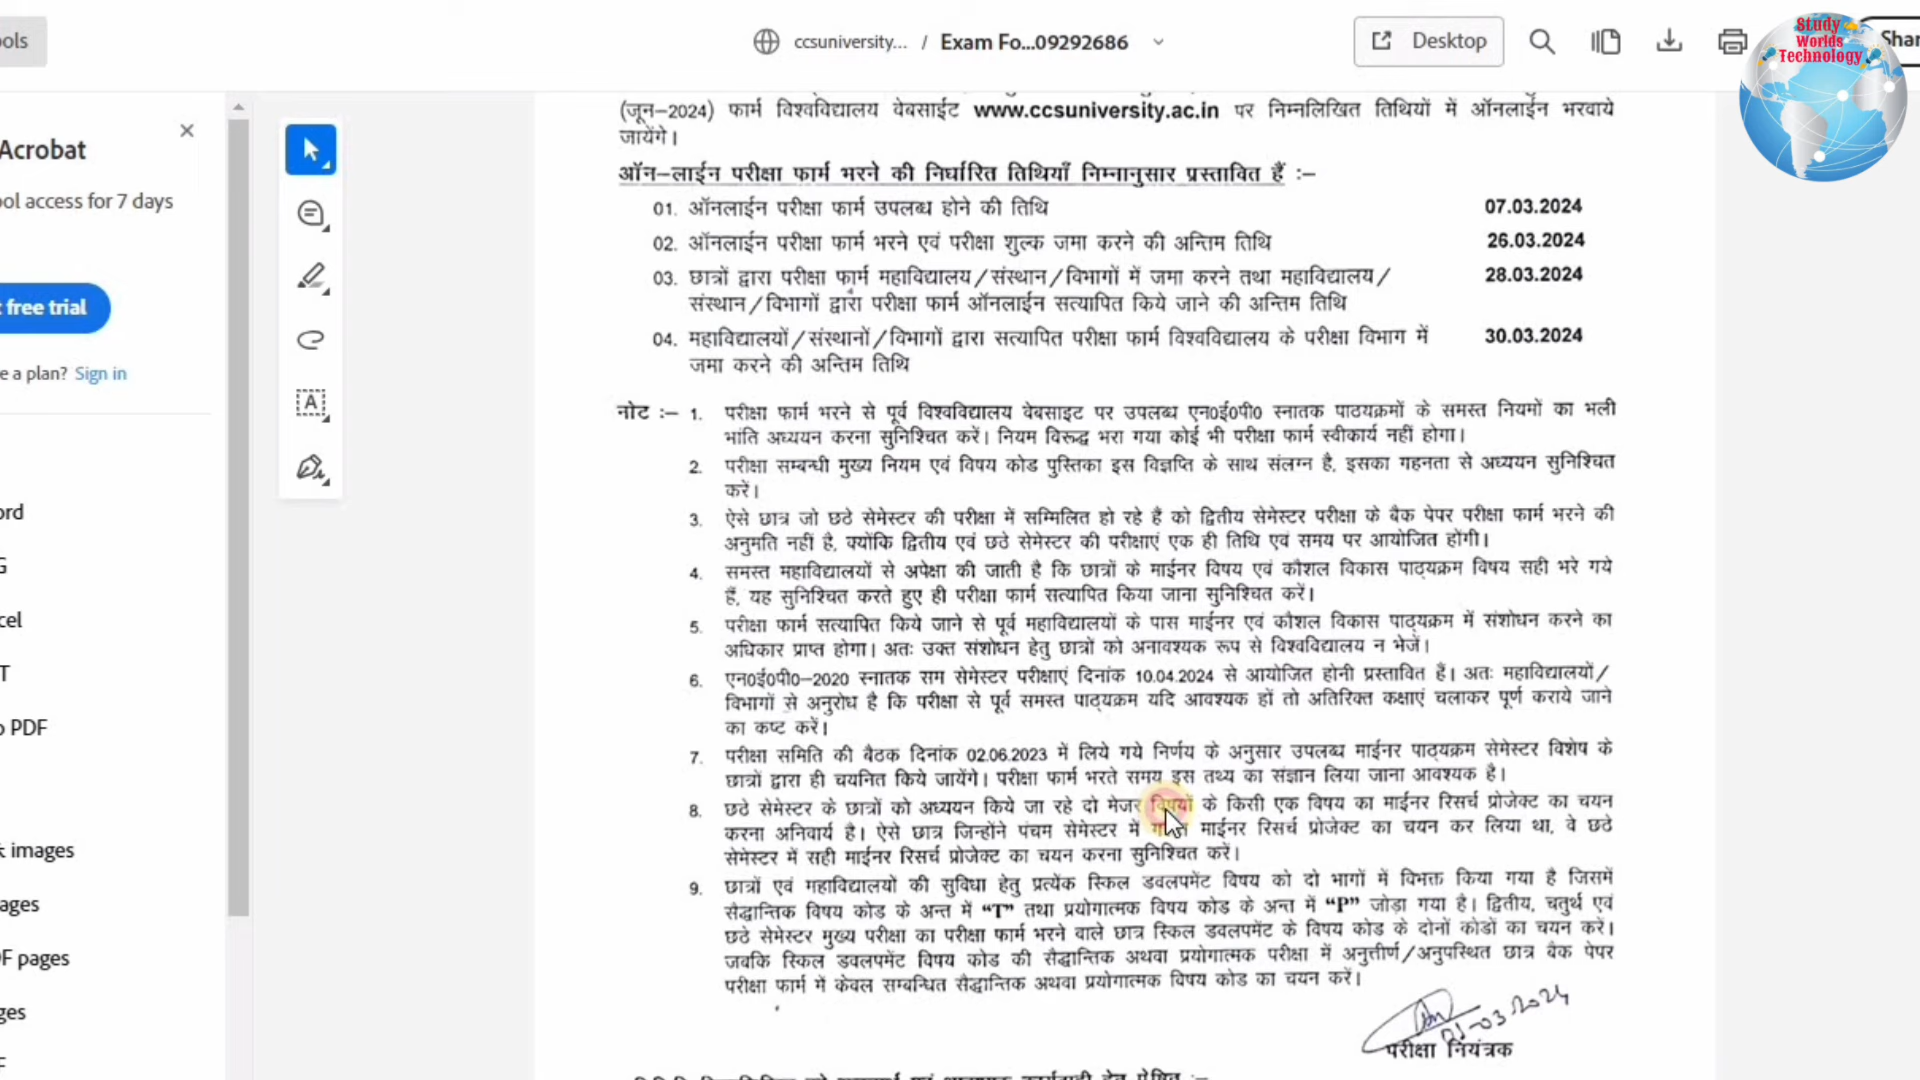 ols
ccsuniversity... / Exam Fo...09292686
Desktop
Shar
Study
Worlds
Technology
Acrobat
ol access for 7 days
free trial
e a plan? Sign in
ord
G
cel
T
o PDF
k images
ages
F pages
ges
F
(जून-2024) फार्म विश्वविद्यालय वेबसाईट www.ccsuniversity.ac.in पर निम्नलिखित तिथियों में ऑनलाईन भरवाये
जायेंगे।
ऑन-लाईन परीक्षा फार्म भरने की निर्धारित तिथियाँ निम्नानुसार प्रस्तावित हैं :-
01. ऑनलाईन परीक्षा फार्म उपलब्ध होने की तिथि 07.03.2024
02. ऑनलाईन परीक्षा फार्म भरने एवं परीक्षा शुल्क जमा करने की अन्तिम तिथि 26.03.2024
03. छात्रों द्वारा परीक्षा फार्म महाविद्यालय/संस्थान/विभागों में जमा करने तथा महाविद्यालय/ 28.03.2024
संस्थान/विभागों द्वारा परीक्षा फार्म ऑनलाईन सत्यापित किये जाने की अन्तिम तिथि
04. महाविद्यालयों/संस्थानों/विभागों द्वारा सत्यापित परीक्षा फार्म विश्वविद्यालय के परीक्षा विभाग में 30.03.2024
जमा करने की अन्तिम तिथि
नोट :- 1. परीक्षा फार्म भरने से पूर्व विश्वविद्यालय वेबसाइट पर उपलब्ध एन0ई0पी0 स्नातक पाठयक्रमों के समस्त नियमों का भली
भांति अध्ययन करना सुनिश्चित करें। नियम विरूद्ध भरा गया कोई भी परीक्षा फार्म स्वीकार्य नहीं होगा।
2. परीक्षा सम्बन्धी मुख्य नियम एवं विषय कोड पुस्तिका इस विज्ञप्ति के साथ संलग्न है, इसका गहनता से अध्ययन सुनिश्चित
करें।
3. ऐसे छात्र जो छठे सेमेस्टर की परीक्षा में सम्मिलित हो रहे हैं को द्वितीय सेमेस्टर परीक्षा के बैक पेपर परीक्षा फार्म भरने की
अनुमति नहीं है, क्योंकि द्वितीय एवं छठे सेमेस्टर की परीक्षाएं एक ही तिथि एवं समय पर आयोजित होंगी।
4. समस्त महाविद्यालयों से अपेक्षा की जाती है कि छात्रों के माईनर विषय एवं कौशल विकास पाठ्यक्रम विषय सही भरे गये
हैं, यह सुनिश्चित करते हुए ही परीक्षा फार्म सत्यापित किया जाना सुनिश्चित करें।
5. परीक्षा फार्म सत्यापित किये जाने से पूर्व महाविद्यालयों के पास माईनर एवं कौशल विकास पाठ्यक्रम में संशोधन करने का
अधिकार प्राप्त होगा। अतः उक्त संशोधन हेतु छात्रों को अनावश्यक रूप से विश्वविद्यालय न भेजें।
6. एन0ई0पी0-2020 स्नातक सम सेमेस्टर परीक्षाएं दिनांक 10.04.2024 से आयोजित होनी प्रस्तावित हैं। अतः महाविद्यालयों/
विभागों से अनुरोध है कि परीक्षा से पूर्व समस्त पाठ्यक्रम यदि आवश्यक हों तो अतिरिक्त कक्षाएं चलाकर पूर्ण कराये जाने
का कष्ट करें।
7. परीक्षा समिति की बैठक दिनांक 02.06.2023 में लिये गये निर्णय के अनुसार उपलब्ध माईनर पाठ्यक्रम सेमेस्टर विशेष के
छात्रों द्वारा ही चयनित किये जायेंगे। परीक्षा फार्म भरते समय इस तथ्य का संज्ञान लिया जाना आवश्यक है।
8. छठे सेमेस्टर के छात्रों को अध्ययन किये जा रहे दो मेजर विषयों के किसी एक विषय का माईनर रिसर्च प्रोजेक्ट का चयन
करना अनिवार्य है। ऐसे छात्र जिन्होंने पंचम सेमेस्टर में माईनर रिसर्च प्रोजेक्ट का चयन कर लिया था, वे छठे
सेमेस्टर में सही माईनर रिसर्च प्रोजेक्ट का चयन करना सुनिश्चित करें।
9. छात्रों एवं महाविद्यालयों की सुविधा हेतु प्रत्येंक स्किल डवलपमेंट विषय को दो भागों में विभक्त किया गया है जिसमें
सैद्धान्तिक विषय कोड के अन्त में “T” तथा प्रयोगात्मक विषय कोड के अन्त में “P” जोड़ा गया है। द्वितीय, चतुर्थ एवं
छठे सेमेस्टर मुख्य परीक्षा का परीक्षा फार्म भरने वाले छात्र स्किल डवलपमेंट के विषय कोड के दोनों कोडों का चयन करें।
जबकि स्किल डवलपमेंट विषय कोड की सैद्धान्तिक अथवा प्रयोगात्मक परीक्षा में अनुत्तीर्ण/अनुपस्थित छात्र बैक पेपर
परीक्षा फार्म में केवल सम्बन्धित सैद्धान्तिक अथवा प्रयोगात्मक विषय कोड का चयन करें।
परीक्षा नियंत्रक